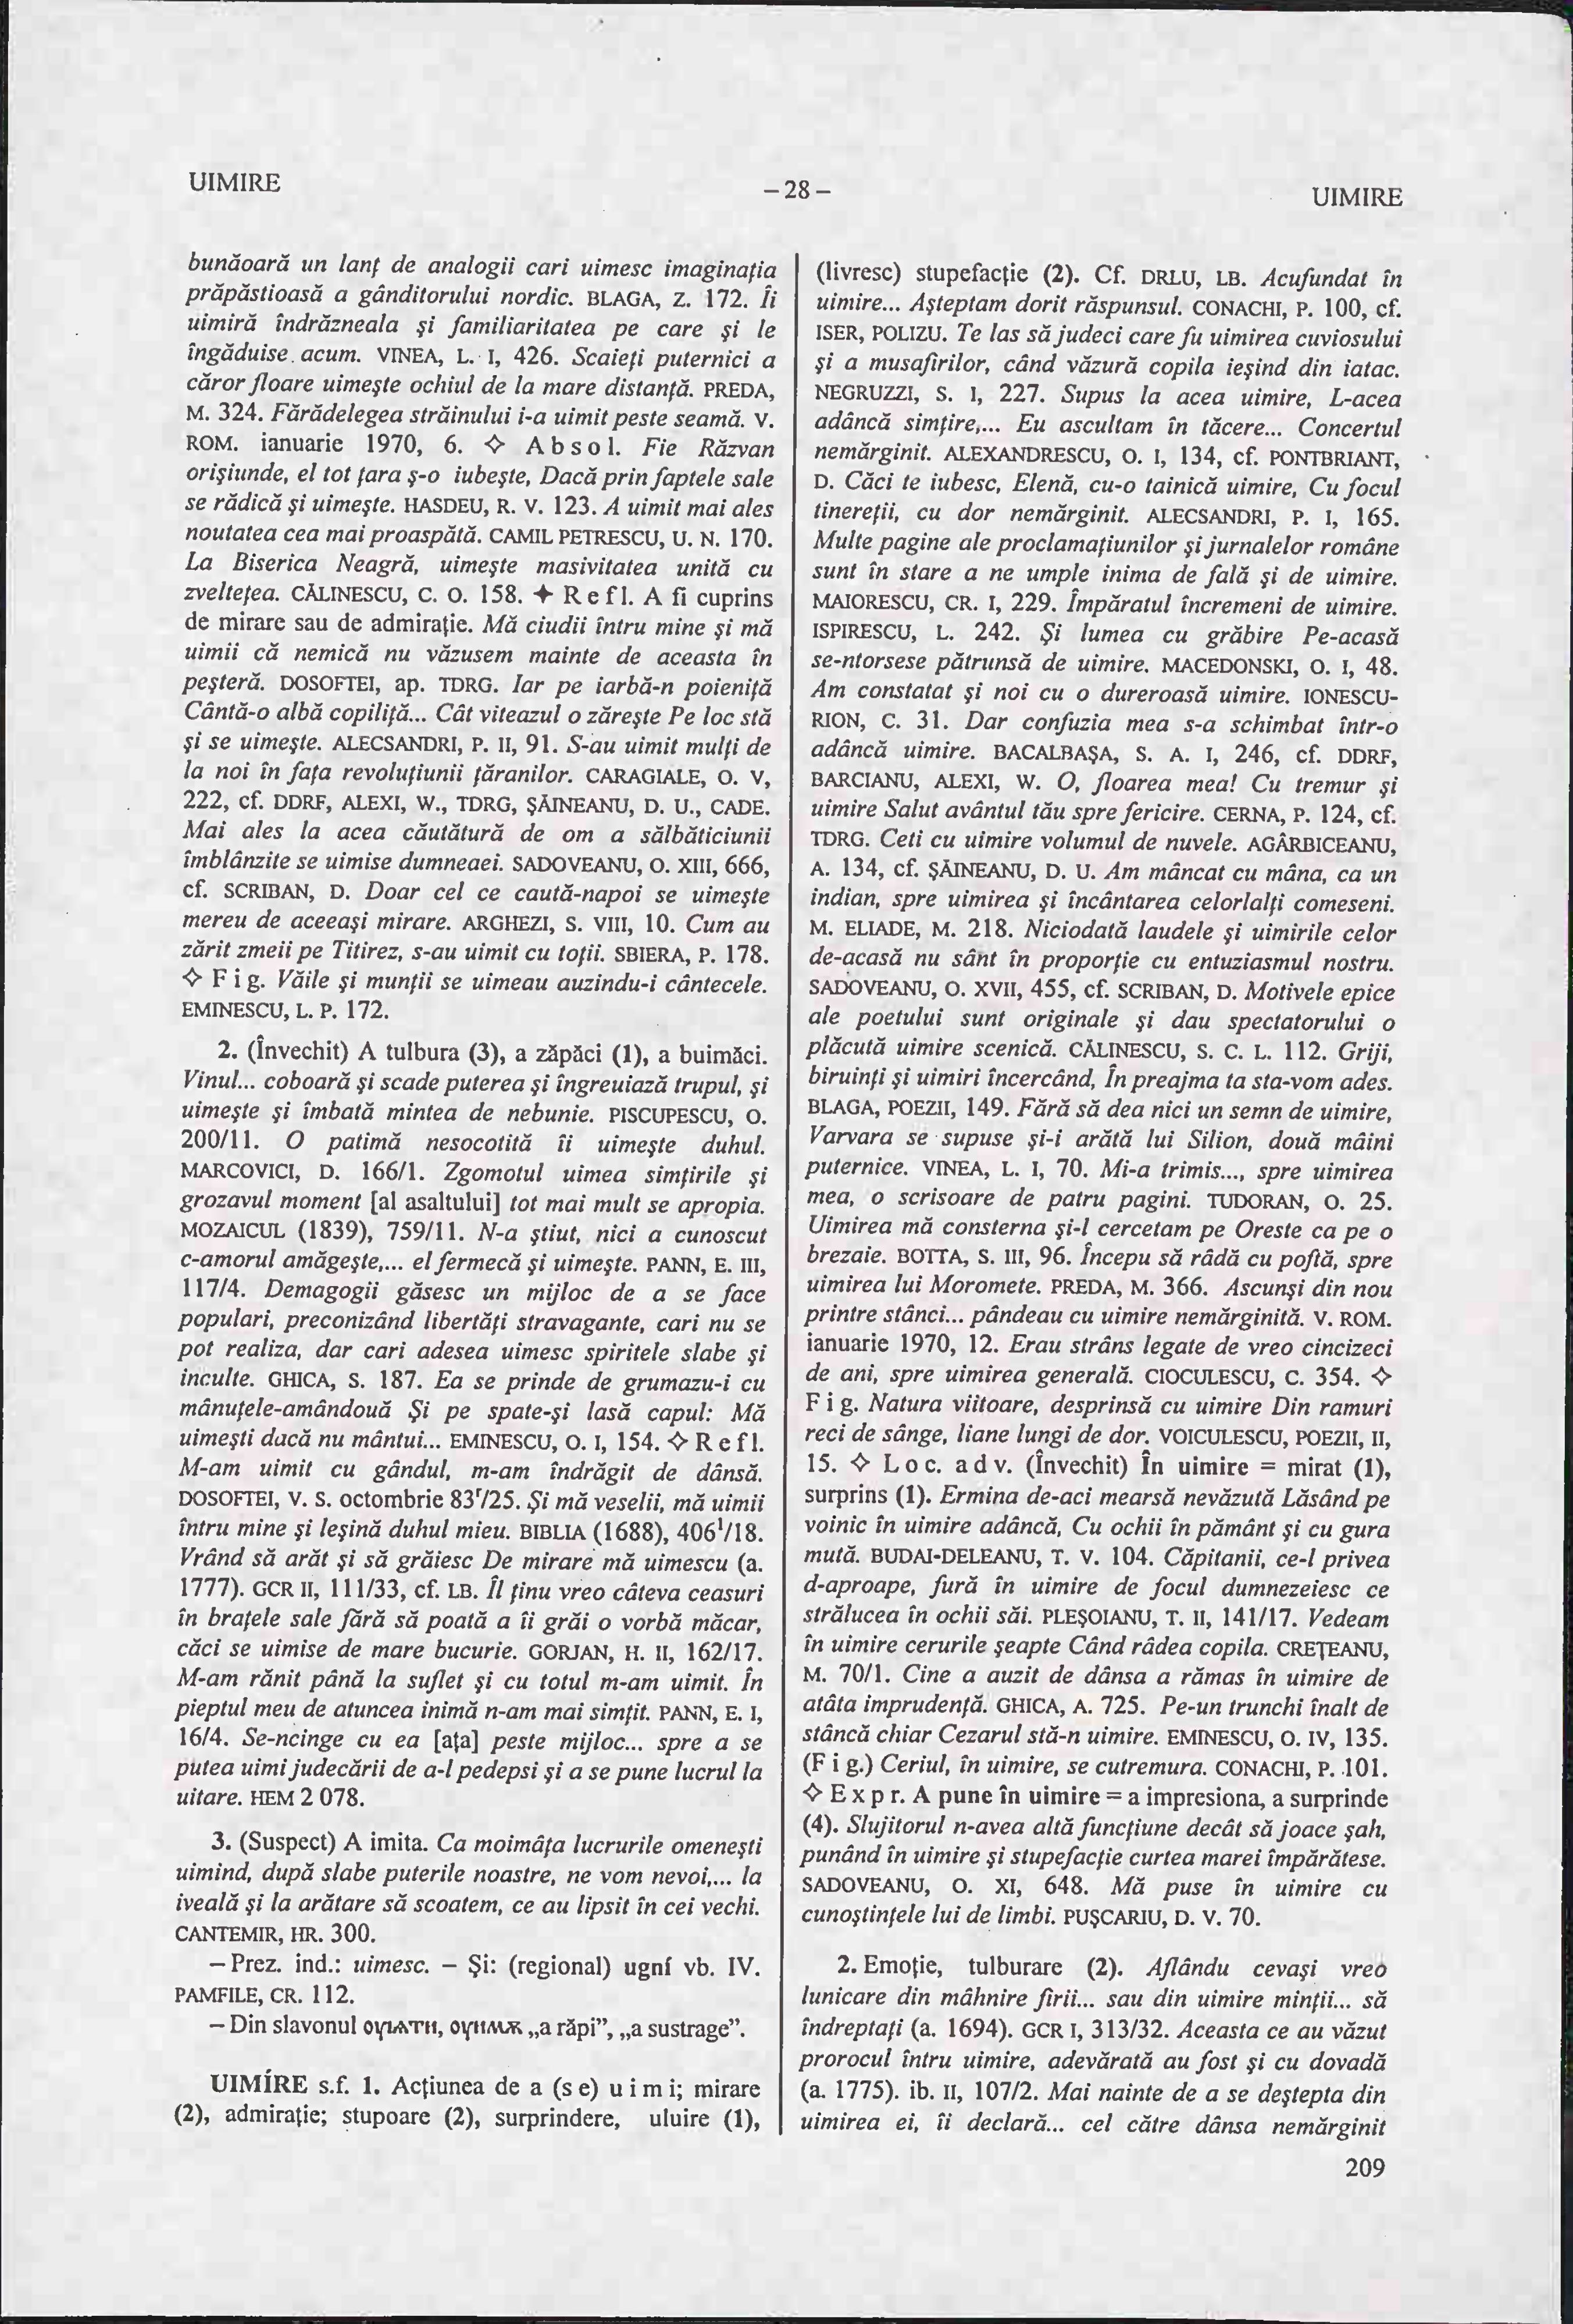 UIMIRE
– 28 –
UIMIRE
bunăoară un lanţ de analogii cari uimesc imaginaţia
prăpăstioasă a gânditorului nordic. BLAGA, Z. 172. Îi
uimiră îndrăzneala şi familiaritatea pe care şi le
îngăduise acum. VINEA, L. I, 426. Scaieţi puternici a
căror floare uimeşte ochiul de la mare distanţă. PREDA,
M. 324. Fărădelegea străinului i-a uimit peste seamă. V.
ROM. ianuarie 1970, 6. ◊ Absol. Fie Răzvan
orişiunde, el tot ţara ş-o iubeşte, Dacă prin faptele sale
se rădică şi uimeşte. HASDEU, R. V. 123. A uimit mai ales
noutatea cea mai proaspătă. CAMIL PETRESCU, U. N. 170.
La Biserica Neagră, uimeşte masivitatea unită cu
zvelteţea. CĂLINESCU, C. O. 158. ♦ Refl. A fi cuprins
de mirare sau de admiraţie. Mă ciudii întru mine şi mă
uimii că nemică nu văzusem mainte de aceasta în
peşteră. DOSOFTEI, ap. TDRG. Iar pe iarbă-n poieniţă
Cântă-o albă copiliţă... Cât viteazul o zăreşte Pe loc stă
şi se uimeşte. ALECSANDRI, P. II, 91. S-au uimit mulţi de
la noi în faţa revoluţiunii ţăranilor. CARAGIALE, O. V,
222, cf. DDRF, ALEXI, W., TDRG, ŞĂINEANU, D. U., CADE.
Mai ales la acea căutătură de om a sălbăticiunii
îmblânzite se uimise dumneaei. SADOVEANU, O. XIII, 666,
cf. SCRIBAN, D. Doar cel ce caută-napoi se uimeşte
mereu de aceeaşi mirare. ARGHEZI, S. VIII, 10. Cum au
zărit zmeii pe Titirez, s-au uimit cu toţii. SBIERA, P. 178.
◊ Fig. Văile şi munţii se uimeau auzindu-i cântecele.
EMINESCU, L. P. 172.
2. (Învechit) A tulbura (3), a zăpăci (1), a buimăci.
Vinul... coboară şi scade puterea şi îngreuiază trupul, şi
uimeşte şi îmbată mintea de nebunie. PISCUPESCU, O.
200/11. O patimă nesocotită îi uimeşte duhul.
MARCOVICI, D. 166/1. Zgomotul uimea simţirile şi
grozavul moment [al asaltului] tot mai mult se apropia.
MOZAICUL (1839), 759/11. N-a ştiut, nici a cunoscut
c-amorul amăgeşte,... el fermecă şi uimeşte. PANN, E. III,
117/4. Demagogii găsesc un mijloc de a se face
populari, preconizând libertăţi stravagante, cari nu se
pot realiza, dar cari adesea uimesc spiritele slabe şi
inculte. GHICA, S. 187. Ea se prinde de grumazu-i cu
mânuţele-amândouă Şi pe spate-şi lasă capul: Mă
uimeşti dacă nu mântui... EMINESCU, O. I, 154. ◊ Refl.
M-am uimit cu gândul, m-am îndrăgit de dânsă.
DOSOFTEI, V. S. octombrie 83ʳ/25. Şi mă veselii, mă uimii
întru mine şi leşină duhul mieu. BIBLIA (1688), 406¹/18.
Vrând să arăt şi să grăiesc De mirare mă uimescu (a.
1777). GCR II, 111/33, cf. LB. Îl ţinu vreo câteva ceasuri
în braţele sale fără să poată a îi grăi o vorbă măcar,
căci se uimise de mare bucurie. GORJAN, H. II, 162/17.
M-am rănit până la suflet şi cu totul m-am uimit. În
pieptul meu de atuncea inimă n-am mai simţit. PANN, E. I,
16/4. Se-ncinge cu ea [aţa] peste mijloc... spre a se
putea uimi judecării de a-l pedepsi şi a se pune lucrul la
uitare. HEM 2 078.
3. (Suspect) A imita. Ca moimâţa lucrurile omeneşti
uimind, după slabe puterile noastre, ne vom nevoi,... la
iveală şi la arătare să scoatem, ce au lipsit în cei vechi.
CANTEMIR, HR. 300.
– Prez. ind.: uimesc. – Şi: (regional) ugní vb. IV.
PAMFILE, CR. 112.
– Din slavonul оуѩти, оуимѫ „a răpi”, „a sustrage”.
UIMÍRE s.f. 1. Acţiunea de a (se) uimi; mirare
(2), admiraţie; stupoare (2), surprindere, uluire (1),
(livresc) stupefacţie (2). Cf. DRLU, LB. Acufundat în
uimire... Aşteptam dorit răspunsul. CONACHI, P. 100, cf.
ISER, POLIZU. Te las să judeci care fu uimirea cuviosului
şi a musafirilor, când văzură copila ieşind din iatac.
NEGRUZZI, S. I, 227. Supus la acea uimire, L-acea
adâncă simţire,... Eu ascultam în tăcere... Concertul
nemărginit. ALEXANDRESCU, O. I, 134, cf. PONTBRIANT,
D. Căci te iubesc, Elenă, cu-o tainică uimire, Cu focul
tinereţii, cu dor nemărginit. ALECSANDRI, P. I, 165.
Multe pagine ale proclamaţiunilor şi jurnalelor române
sunt în stare a ne umple inima de fală şi de uimire.
MAIORESCU, CR. I, 229. Împăratul încremeni de uimire.
ISPIRESCU, L. 242. Şi lumea cu grăbire Pe-acasă
se-ntorsese pătrunsă de uimire. MACEDONSKI, O. I, 48.
Am constatat şi noi cu o dureroasă uimire. IONESCU-
RION, C. 31. Dar confuzia mea s-a schimbat într-o
adâncă uimire. BACALBAŞA, S. A. I, 246, cf. DDRF,
BARCIANU, ALEXI, W. O, floarea mea! Cu tremur şi
uimire Salut avântul tău spre fericire. CERNA, P. 124, cf.
TDRG. Ceti cu uimire volumul de nuvele. AGÂRBICEANU,
A. 134, cf. ŞĂINEANU, D. U. Am mâncat cu mâna, ca un
indian, spre uimirea şi încântarea celorlalţi comeseni.
M. ELIADE, M. 218. Niciodată laudele şi uimirile celor
de-acasă nu sânt în proporţie cu entuziasmul nostru.
SADOVEANU, O. XVII, 455, cf. SCRIBAN, D. Motivele epice
ale poetului sunt originale şi dau spectatorului o
plăcută uimire scenică. CĂLINESCU, S. C. L. 112. Griji,
biruinţi şi uimiri încercând, În preajma ta sta-vom ades.
BLAGA, POEZII, 149. Fără să dea nici un semn de uimire,
Varvara se supuse şi-i arătă lui Silion, două mâini
puternice. VINEA, L. I, 70. Mi-a trimis..., spre uimirea
mea, o scrisoare de patru pagini. TUDORAN, O. 25.
Uimirea mă consterna şi-l cercetam pe Oreste ca pe o
brezaie. BOTTA, S. III, 96. Începu să râdă cu poftă, spre
uimirea lui Moromete. PREDA, M. 366. Ascunşi din nou
printre stânci... pândeau cu uimire nemărginită. V. ROM.
ianuarie 1970, 12. Erau strâns legate de vreo cincizeci
de ani, spre uimirea generală. CIOCULESCU, C. 354. ◊
Fig. Natura viitoare, desprinsă cu uimire Din ramuri
reci de sânge, liane lungi de dor. VOICULESCU, POEZII, II,
15. ◊ Loc. adv. (Învechit) În uimire = mirat (1),
surprins (1). Ermina de-aci mearsă nevăzută Lăsând pe
voinic în uimire adâncă, Cu ochii în pământ şi cu gura
mută. BUDAI-DELEANU, T. V. 104. Căpitanii, ce-l privea
d-aproape, fură în uimire de focul dumnezeiesc ce
strălucea în ochii săi. PLEŞOIANU, T. II, 141/17. Vedeam
în uimire cerurile şeapte Când râdea copila. CREŢEANU,
M. 70/1. Cine a auzit de dânsa a rămas în uimire de
atâta imprudenţă. GHICA, A. 725. Pe-un trunchi înalt de
stâncă chiar Cezarul stă-n uimire. EMINESCU, O. IV, 135.
(Fig.) Ceriul, în uimire, se cutremura. CONACHI, P. 101.
◊ Expr. A pune în uimire = a impresiona, a surprinde
(4). Slujitorul n-avea altă funcţiune decât să joace şah,
punând în uimire şi stupefacţie curtea marei împărătese.
SADOVEANU, O. XI, 648. Mă puse în uimire cu
cunoştinţele lui de limbi. PUŞCARIU, D. V. 70.
2. Emoţie, tulburare (2). Aflându cevaşi vreo
lunicare din mâhnire firii... sau din uimire minţii... să
îndreptaţi (a. 1694). GCR I, 313/32. Aceasta ce au văzut
prorocul întru uimire, adevărată au fost şi cu dovadă
(a. 1775). ib. II, 107/2. Mai nainte de a se deştepta din
uimirea ei, îi declară... cel către dânsa nemărginit
209